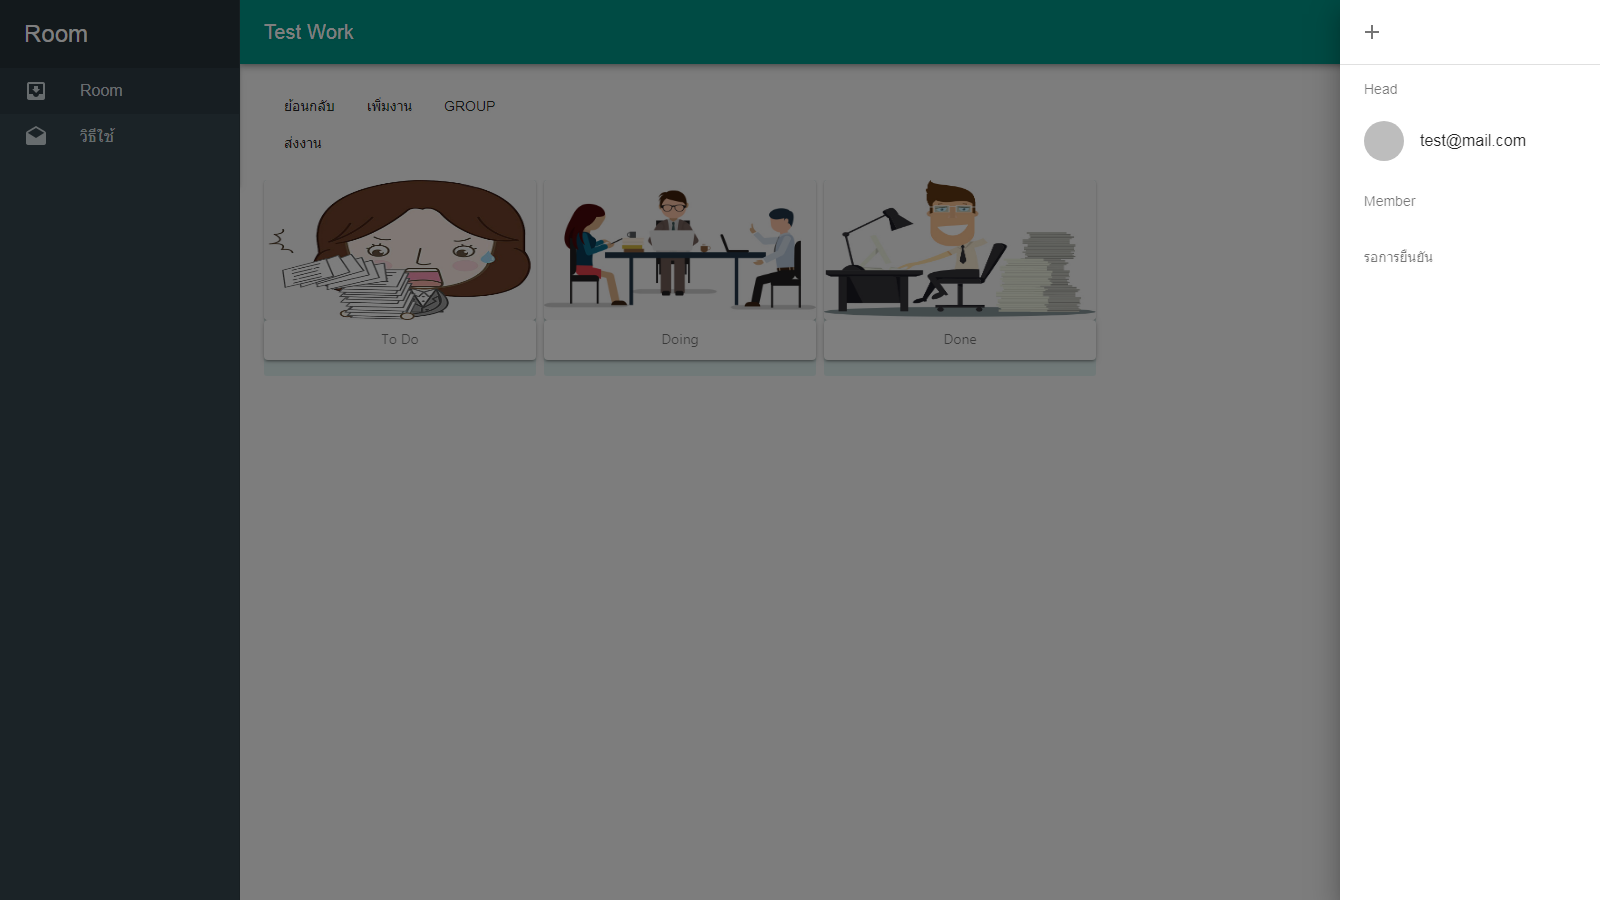 Room
Room
วิธีใช้
Test Work
ย้อนกลับ เพิ่มงาน GROUP
ส่งงาน
To Do
Doing
Done
Head
test@mail.com
Member
รอการยืนยัน